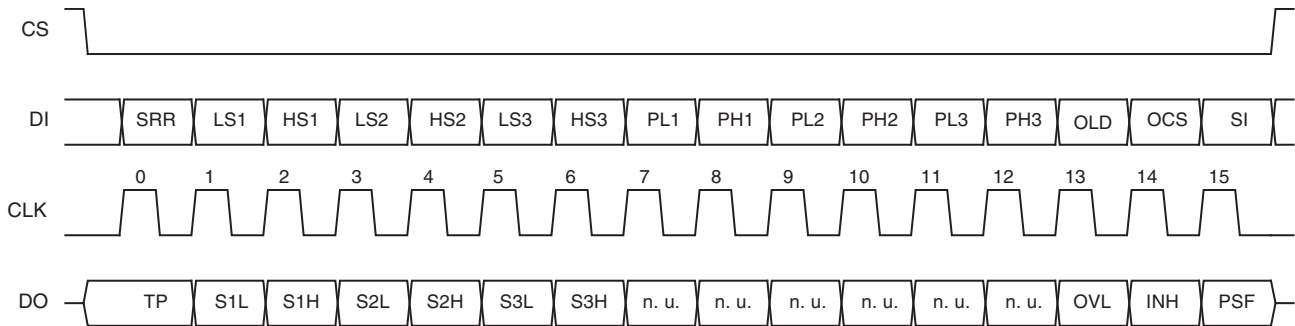 CS
DI SRR LS1 HS1 LS2 HS2 LS3 HS3 PL1 PH1 PL2 PH2 PL3 PH3 OLD OCS SI
0 1 2 3 4 5 6 7 8 9 10 11 12 13 14 15
CLK
DO TP S1L S1H S2L S2H S3L S3H n. u. n. u. n. u. n. u. n. u. n. u. OVL INH PSF